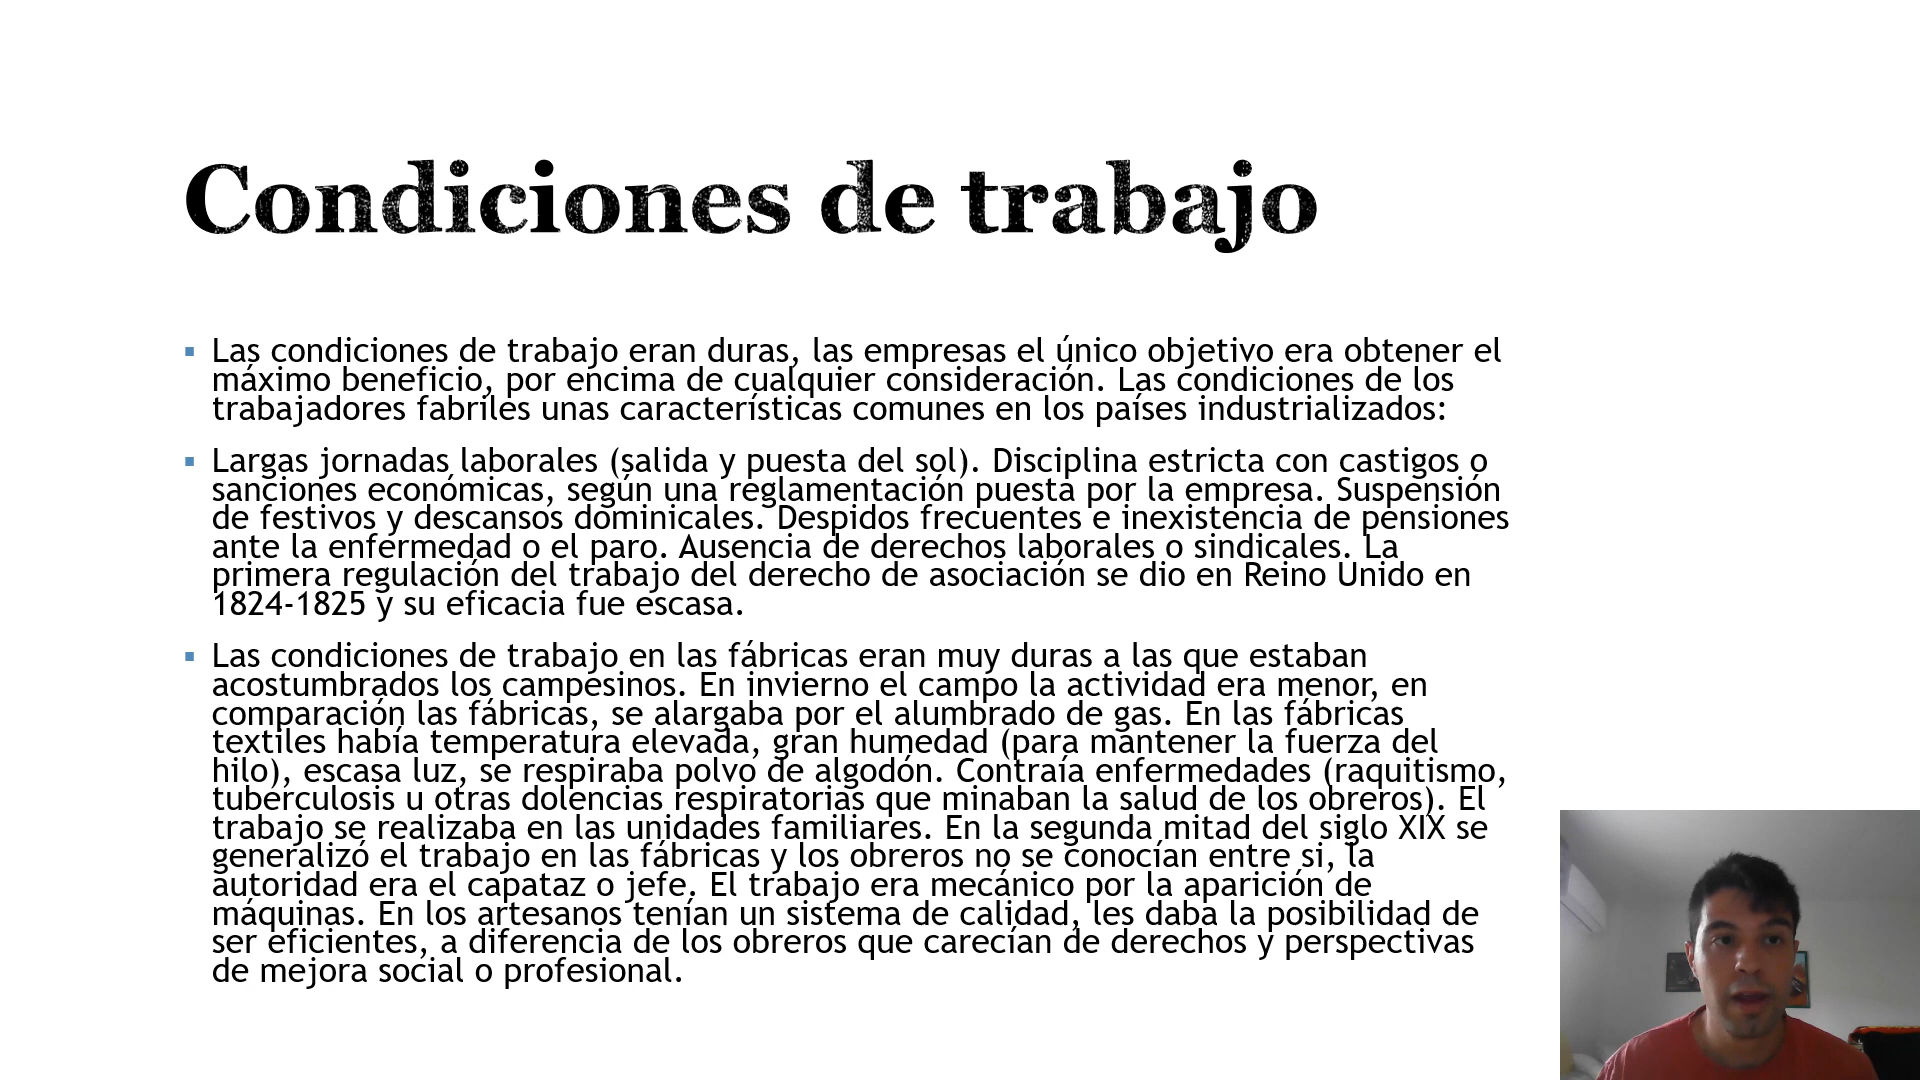 Condiciones de trabajo
Las condiciones de trabajo eran duras, las empresas el único objetivo era obtener el
máximo beneficio, por encima de cualquier consideración. Las condiciones de los
trabajadores fabriles unas características comunes en los países industrializados:
Largas jornadas laborales (salida y puesta del sol). Disciplina estricta con castigos o
sanciones económicas, según una reglamentación puesta por la empresa. Suspensión
de festivos y descansos dominicales. Despidos frecuentes e inexistencia de pensiones
ante la enfermedad o el paro. Ausencia de derechos laborales o sindicales. La
primera regulación del trabajo del derecho de asociación se dio en Reino Unido en
1824-1825 y su eficacia fue escasa.
Las condiciones de trabajo en las fábricas eran muy duras a las que estaban
acostumbrados los campesinos. En invierno el campo la actividad era menor, en
comparación las fábricas, se alargaba por el alumbrado de gas. En las fábricas
textiles había temperatura elevada, gran humedad (para mantener la fuerza del
hilo), escasa luz, se respiraba polvo de algodón. Contraía enfermedades (raquitismo,
tuberculosis u otras dolencias respiratorias que minaban la salud de los obreros). El
trabajo se realizaba en las unidades familiares. En la segunda mitad del siglo XIX se
generalizó el trabajo en las fábricas y los obreros no se conocían entre si, la
autoridad era el capataz o jefe. El trabajo era mecánico por la aparición de
máquinas. En los artesanos tenían un sistema de calidad, les daba la posibilidad de
ser eficientes, a diferencia de los obreros que carecían de derechos y perspectivas
de mejora social o profesional.